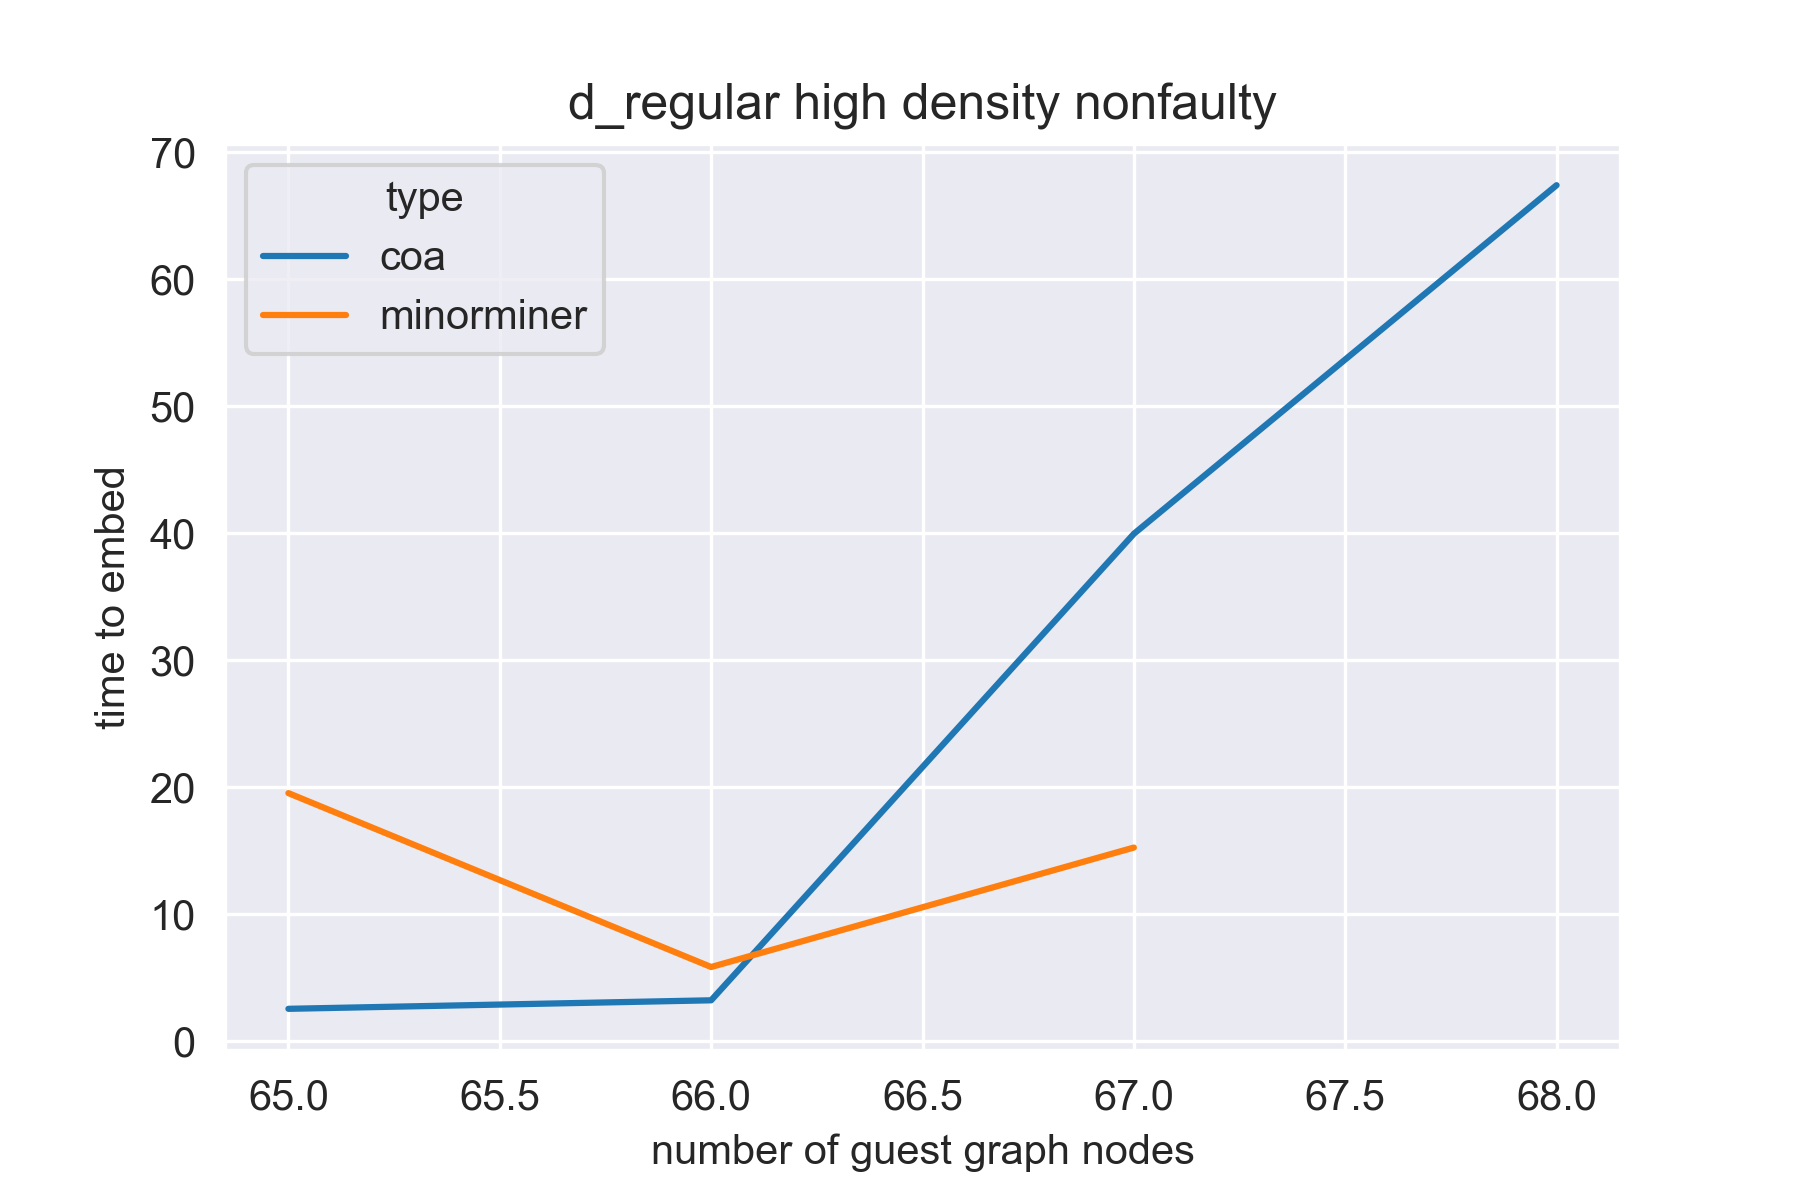 d_regular high density nonfaulty
type
coa
minorminer
time to embed
70
60
50
40
30
20
10
0
65.0 65.5 66.0 66.5 67.0 67.5 68.0
number of guest graph nodes